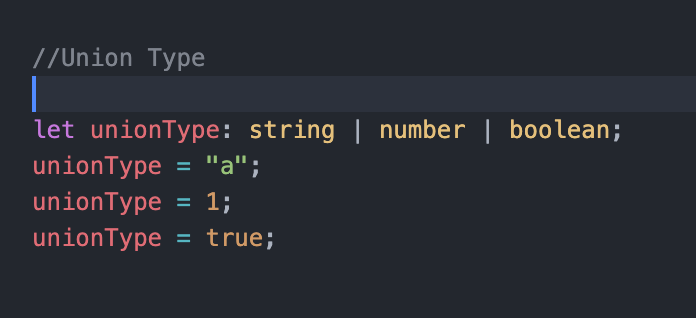 //Union Type
let unionType: string | number | boolean;
unionType = "a";
unionType = 1;
unionType = true;